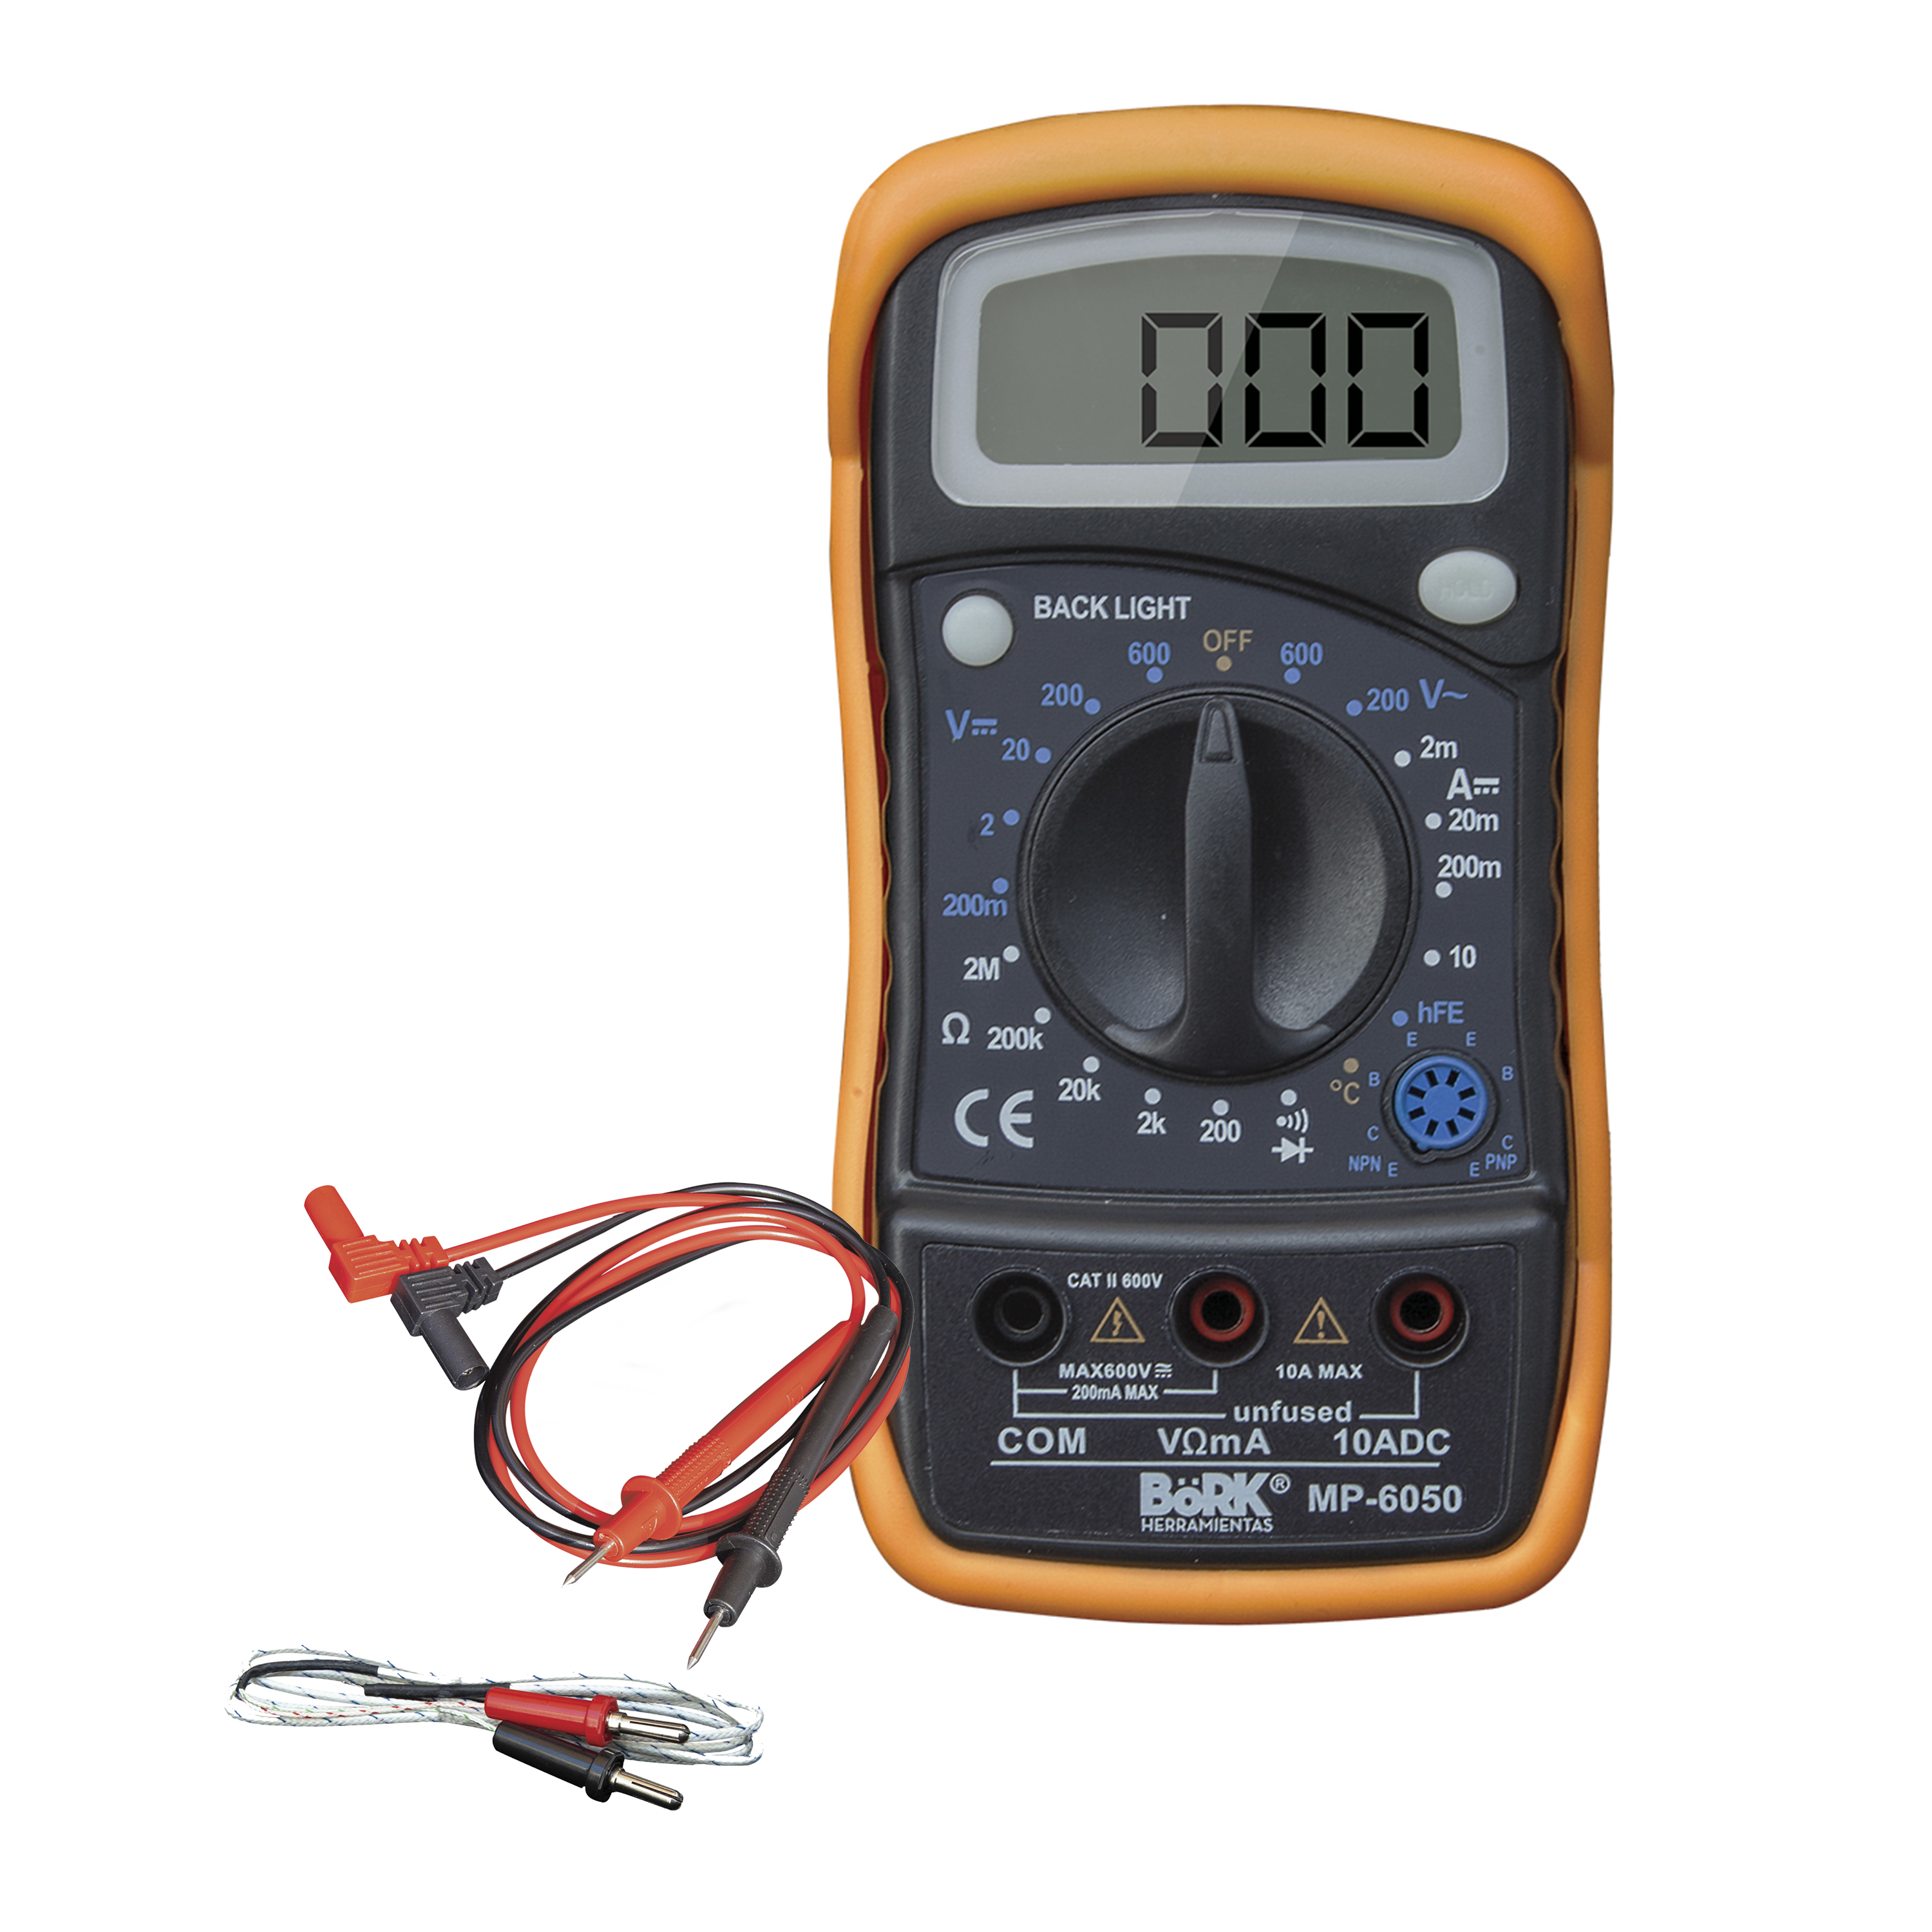 000
HOLD
BACK LIGHT
OFF
600
600
200
200 V~
V⎓
20
2m
A⎓
2
20m
200m
200m
2M
10
Ω
200k
hFE
E E
20k
2k
200
°C
B B
C C
NPN E
E PNP
CE
CAT II 600V
MAX600V
10A MAX
200mA MAX
unfused
COM VΩmA 10ADC
BöRK® MP-6050
HERRAMIENTAS